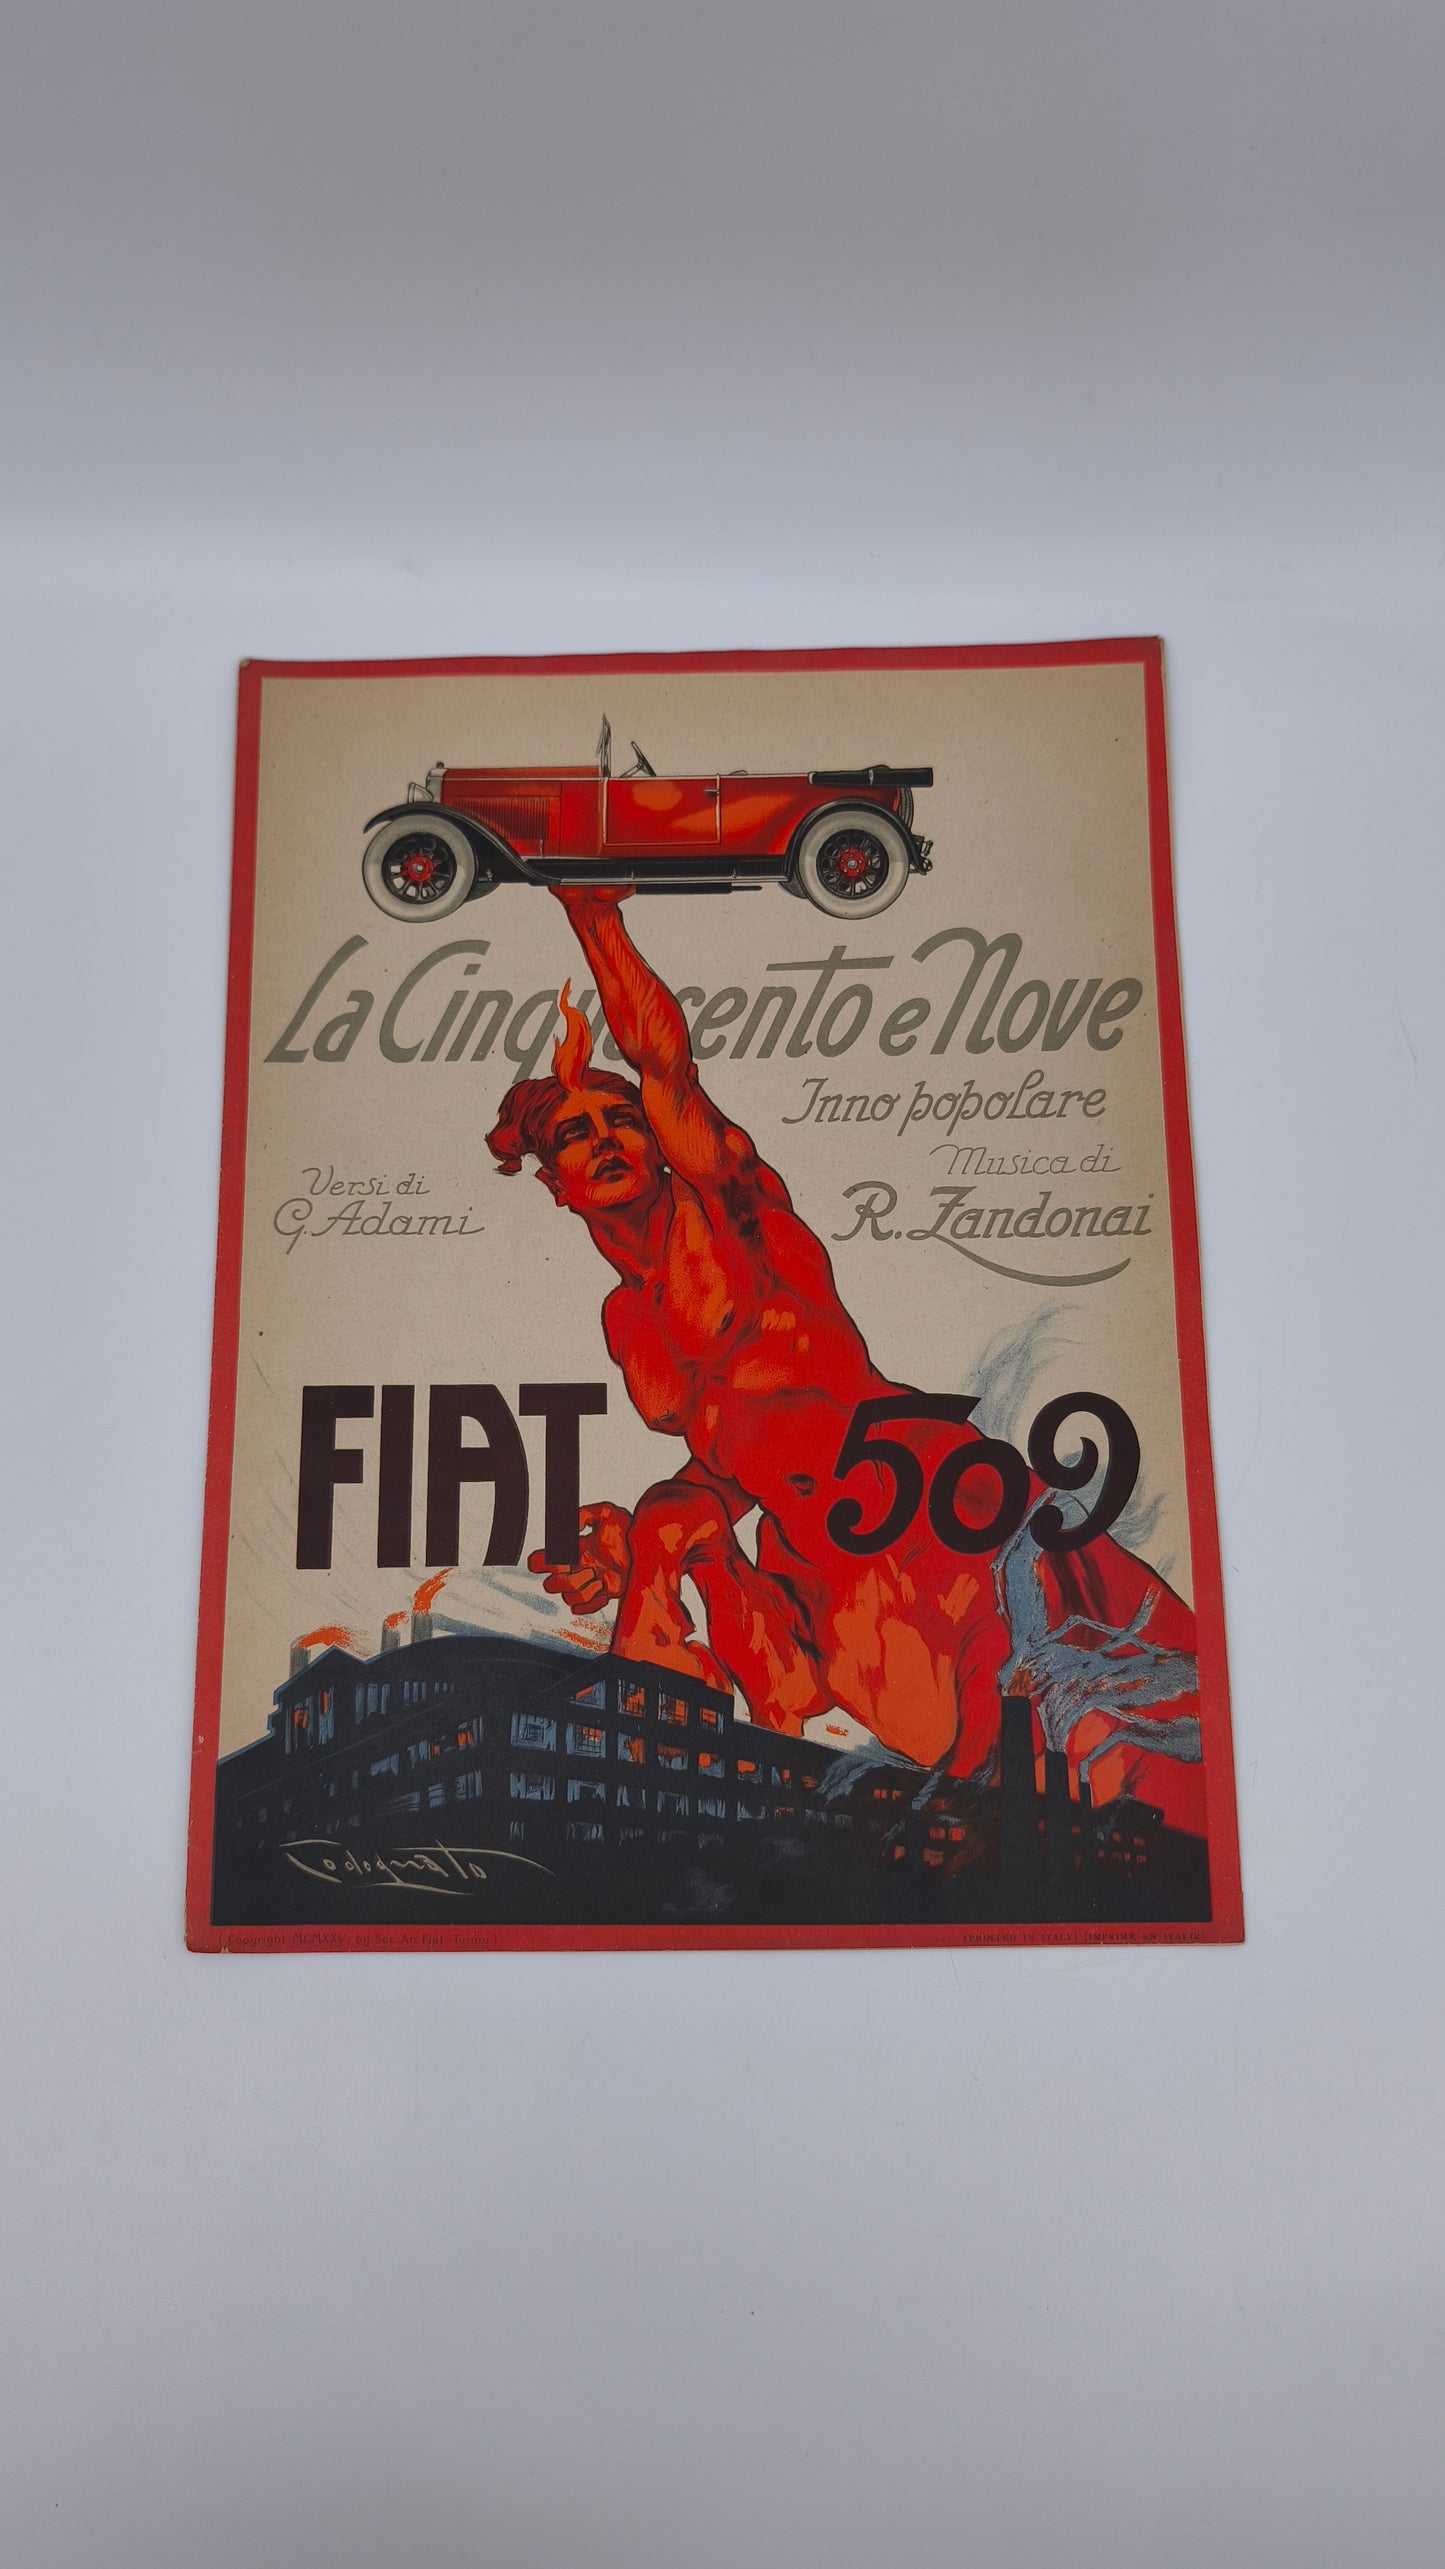 La Cinquecento e Nove
Inno popolare
Versi di
G. Adami
Musica di
R. Zandonai
FIAT 509
Codognato
(Copyright MCMXXV, by Soc. An. Fiat - Torino)
(PRINTED IN ITALY) (IMPRIMÉ EN ITALIE)